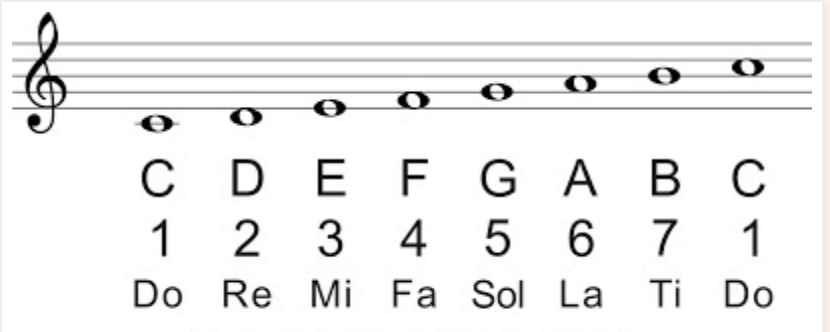 C D E F G A B C
1 2 3 4 5 6 7 1
Do Re Mi Fa Sol La Ti Do